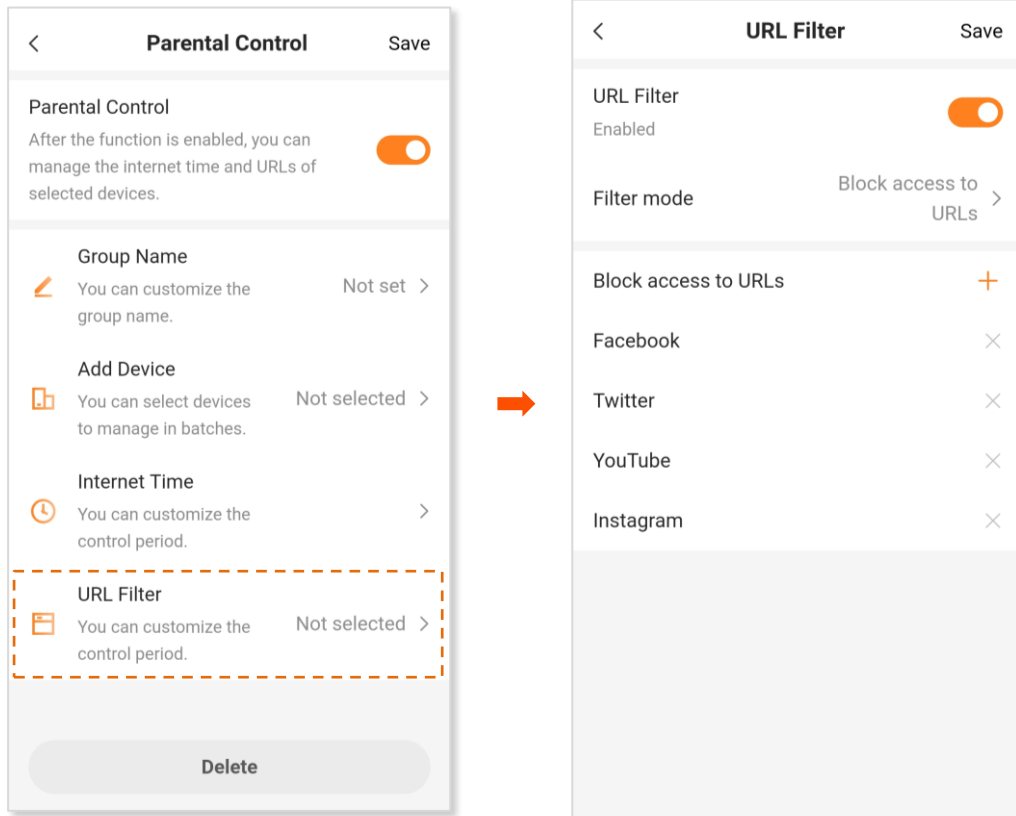 Parental Control Save
Parental Control
After the function is enabled, you can
manage the internet time and URLs of
selected devices.
Group Name
You can customize the
group name.
Not set
Add Device
You can select devices
to manage in batches.
Not selected
Internet Time
You can customize the
control period.
URL Filter
You can customize the
control period.
Not selected
Delete
URL Filter Save
URL Filter
Enabled
Filter mode
Block access to
URLs
Block access to URLs
Facebook
Twitter
YouTube
Instagram